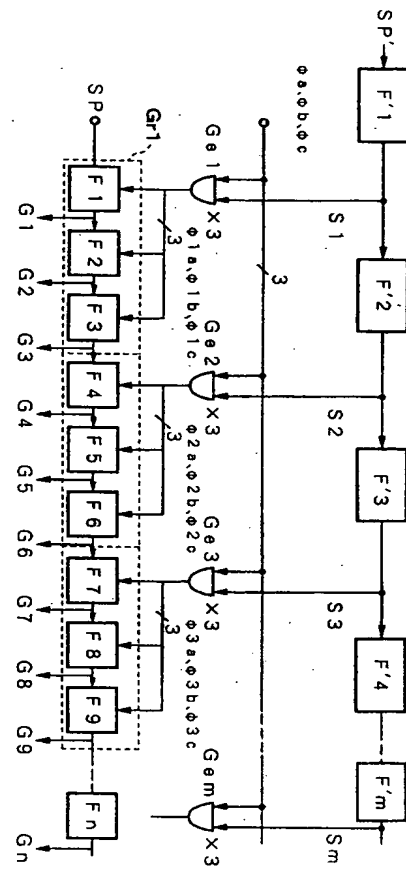 SP'
F'1
F'2
F'3
F'4
F'm
S1
S2
S3
Sm
φa、φb、φc
3
Ge1
×3
Ge2
×3
Ge3
×3
Gem
×3
φ1a、φ1b、φ1c
φ2a、φ2b、φ2c
φ3a、φ3b、φ3c
3
3
3
Gr1
SP
F1
F2
F3
F4
F5
F6
F7
F8
F9
Fn
G1
G2
G3
G4
G5
G6
G7
G8
G9
Gn